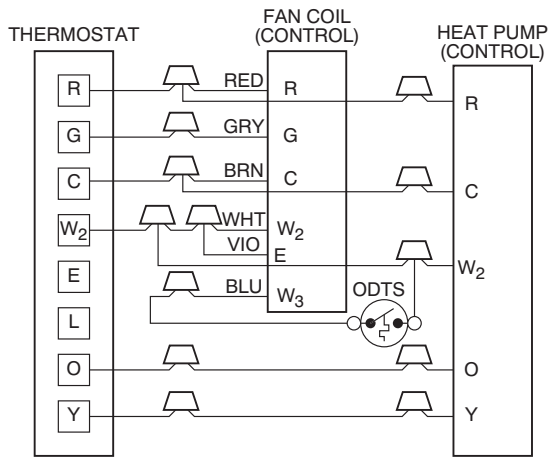 THERMOSTAT
FAN COIL
(CONTROL)
HEAT PUMP
(CONTROL)
R
RED
R
R
G
GRY
G
C
BRN
C
C
W2
WHT
W2
VIO
E
W2
E
BLU
W3
ODTS
L
O
O
Y
Y